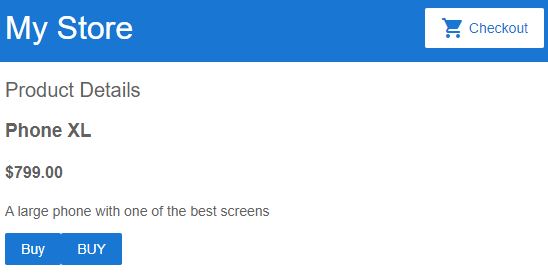 My Store
Checkout
Product Details
Phone XL
$799.00
A large phone with one of the best screens
Buy BUY